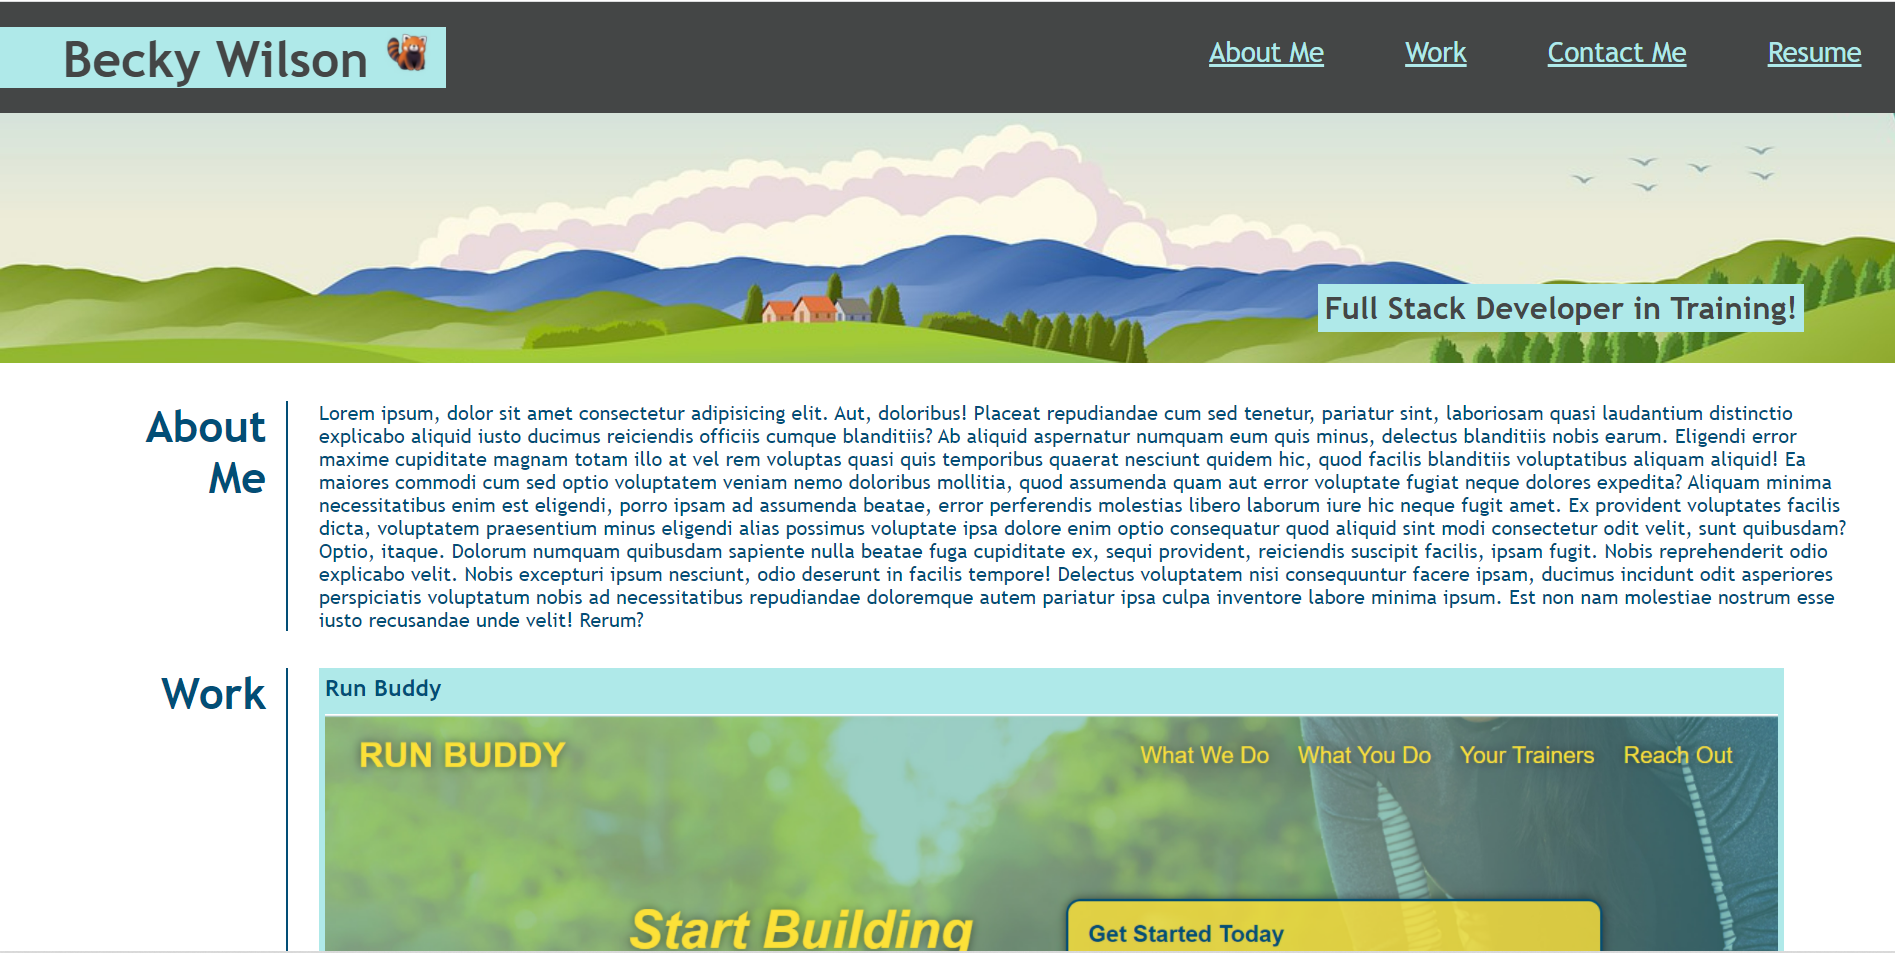 Becky Wilson
About Me
Work
Contact Me
Resume
Full Stack Developer in Training!
About
Me
Lorem ipsum, dolor sit amet consectetur adipisicing elit. Aut, doloribus! Placeat repudiandae cum sed tenetur, pariatur sint, laboriosam quasi laudantium distinctio
explicabo aliquid iusto ducimus reiciendis officiis cumque blanditiis? Ab aliquid aspernatur numquam eum quis minus, delectus blanditiis nobis earum. Eligendi error
maxime cupiditate magnam totam illo at vel rem voluptas quasi quis temporibus quaerat nesciunt quidem hic, quod facilis blanditiis voluptatibus aliquam aliquid! Ea
maiores commodi cum sed optio voluptatem veniam nemo doloribus mollitia, quod assumenda quam aut error voluptate fugiat neque dolores expedita? Aliquam minima
necessitatibus enim est eligendi, porro ipsam ad assumenda beatae, error perferendis molestias libero laborum iure hic neque fugit amet. Ex provident voluptates facilis
dicta, voluptatem praesentium minus eligendi alias possimus voluptate ipsa dolore enim optio consequatur quod aliquid sint modi consectetur odit velit, sunt quibusdam?
Optio, itaque. Dolorum numquam quibusdam sapiente nulla beatae fuga cupiditate ex, sequi provident, reiciendis suscipit facilis, ipsam fugit. Nobis reprehenderit odio
explicabo velit. Nobis excepturi ipsum nesciunt, odio deserunt in facilis tempore! Delectus voluptatem nisi consequuntur facere ipsam, ducimus incidunt odit asperiores
perspiciatis voluptatum nobis ad necessitatibus repudiandae doloremque autem pariatur ipsa culpa inventore labore minima ipsum. Est non nam molestiae nostrum esse
iusto recusandae unde velit! Rerum?
Work
Run Buddy
RUN BUDDY
What We Do
What You Do
Your Trainers
Reach Out
Start Building
Get Started Today